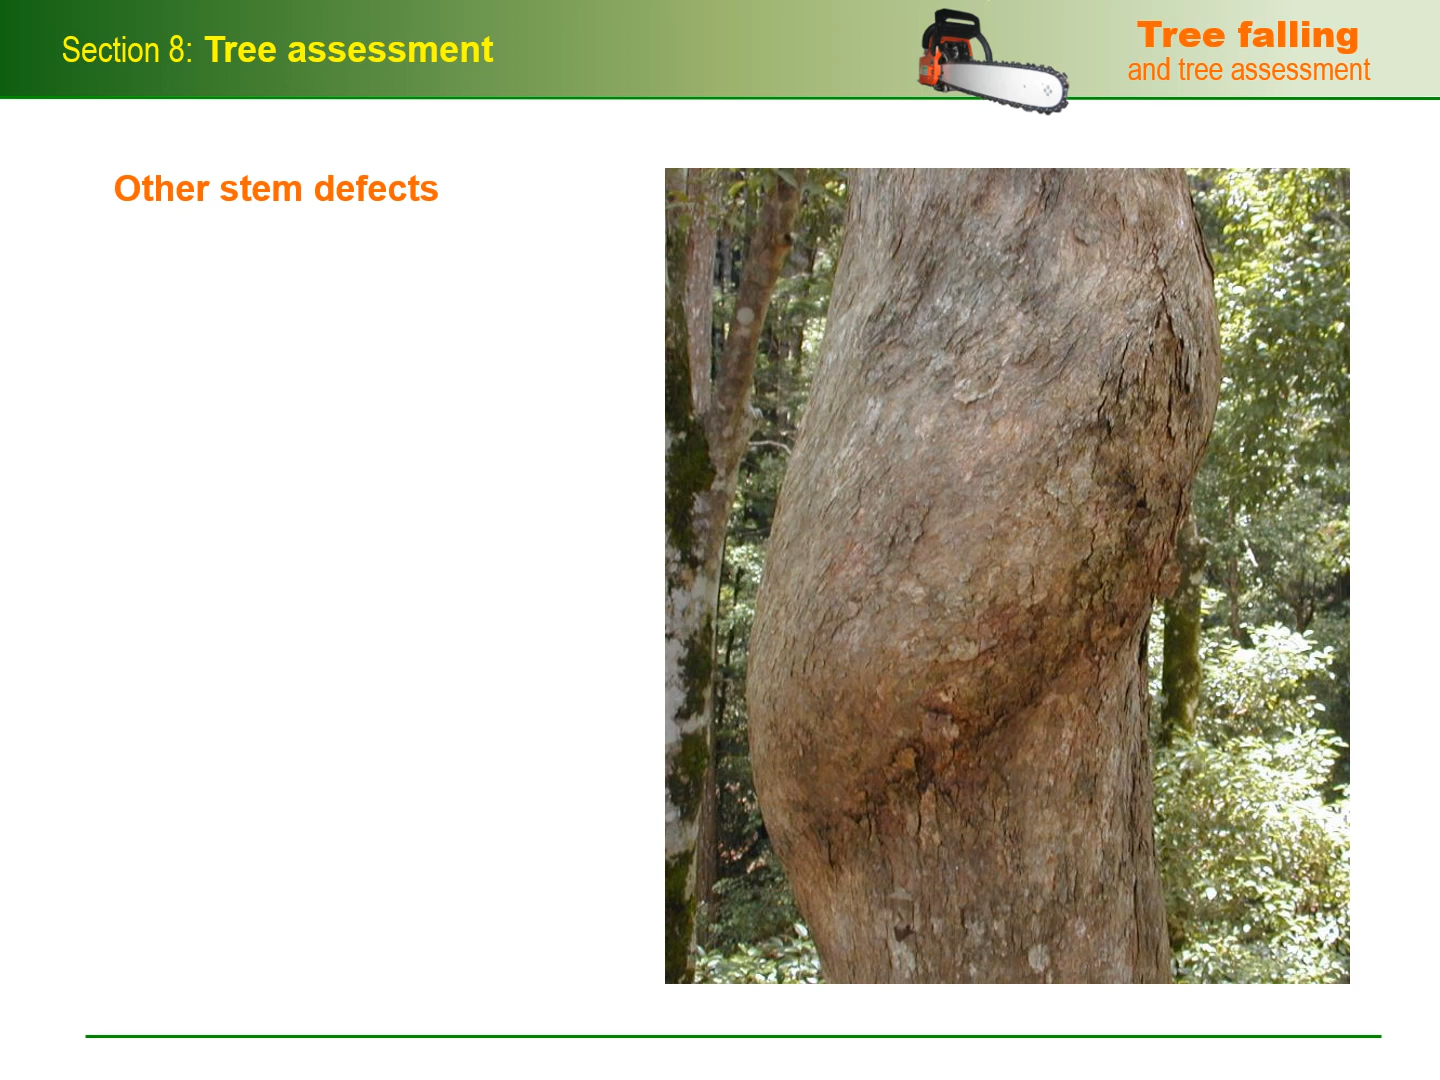 Section 8: Tree assessment
Tree falling
and tree assessment
Other stem defects